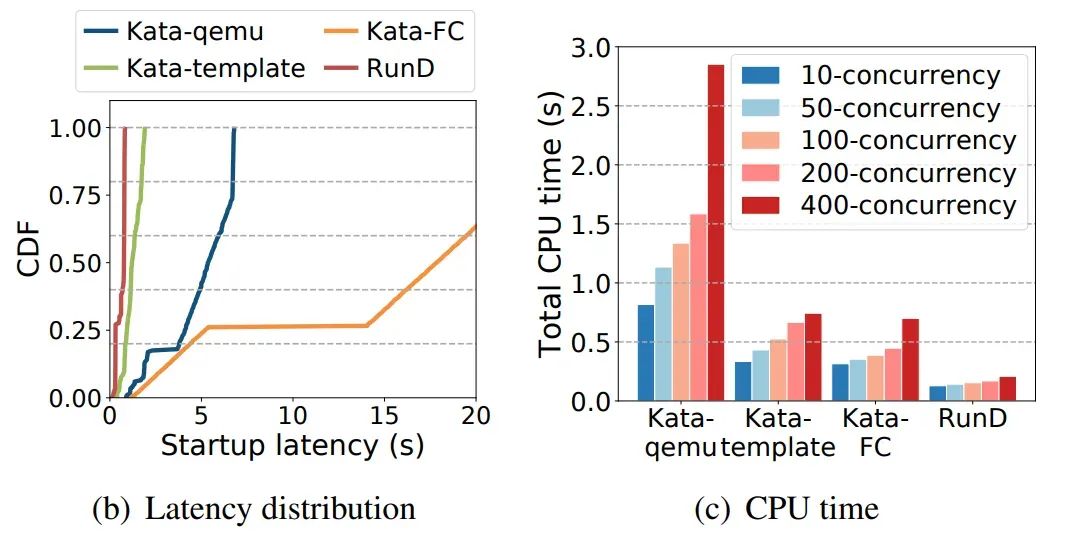 Kata-qemu
Kata-FC
Kata-template
RunD
CDF
1.00
0.75
0.50
0.25
0.00
0
5
10
15
20
Startup latency (s)
(b) Latency distribution
Total CPU time (s)
3.0
2.5
2.0
1.5
1.0
0.5
0.0
10-concurrency
50-concurrency
100-concurrency
200-concurrency
400-concurrency
Kata-
qemu
Kata-
template
Kata-
FC
RunD
(c) CPU time